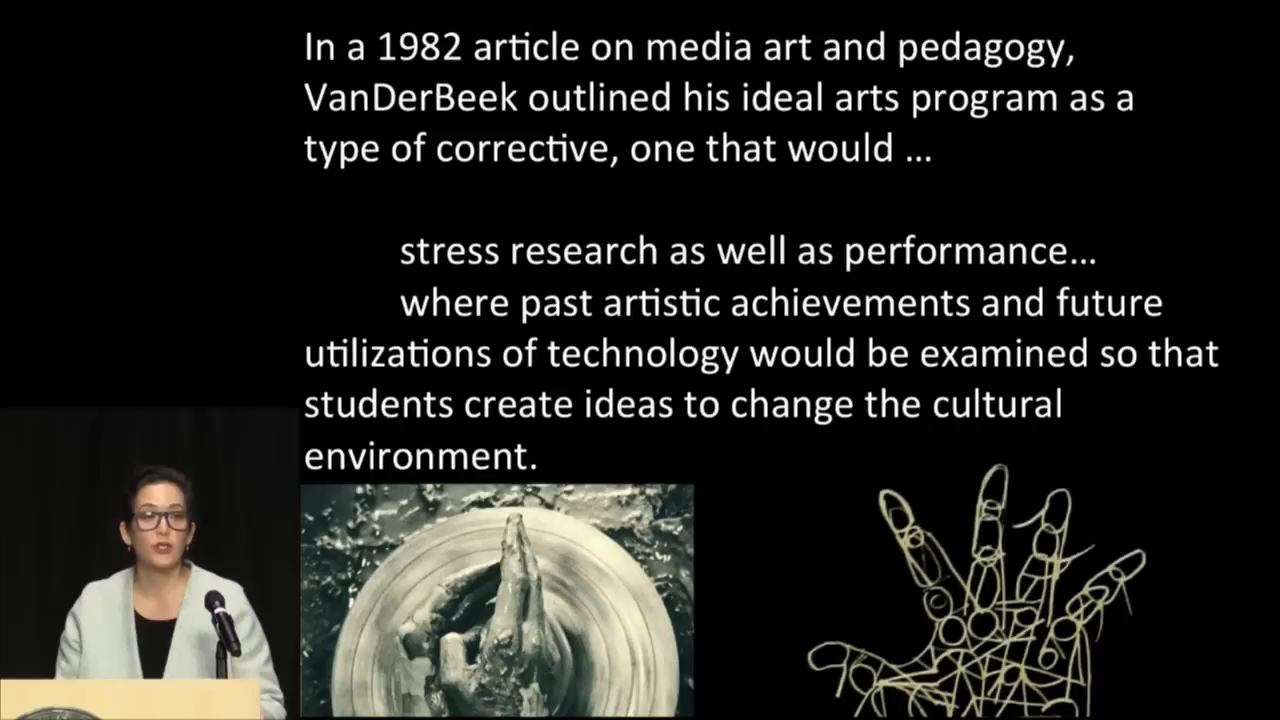 In a 1982 article on media art and pedagogy,
VanDerBeek outlined his ideal arts program as a
type of corrective, one that would …
stress research as well as performance…
where past artistic achievements and future
utilizations of technology would be examined so that
students create ideas to change the cultural
environment.